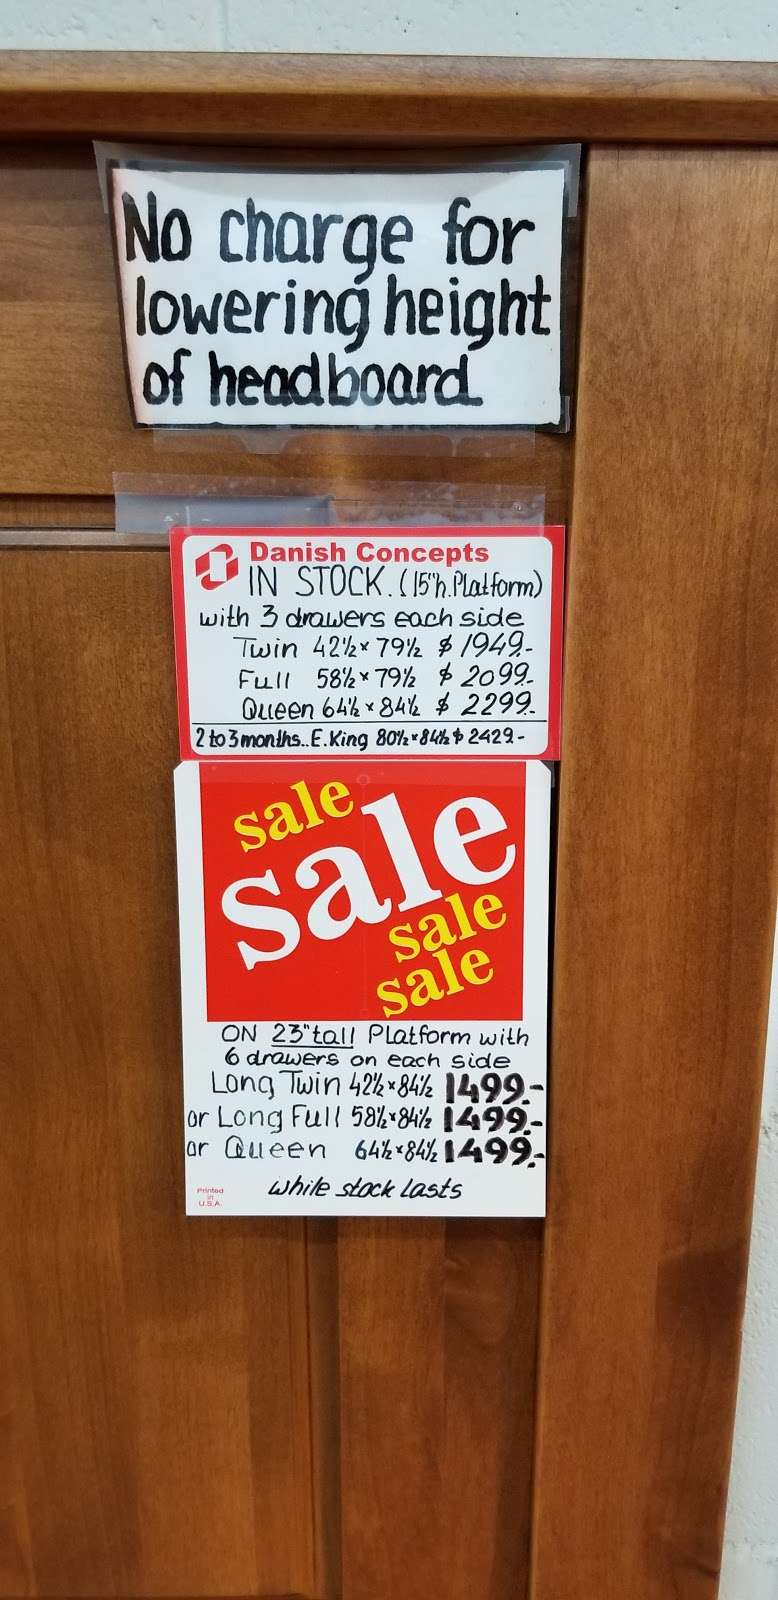 No charge for
lowering height
of headboard
Danish Concepts
IN STOCK. (15"h.Platform)
with 3 drawers each side
Twin 42½ x 79½ $ 1949.-
Full 58½ x 79½ $ 2099.-
Queen 64½ x 84½ $ 2299.-
2 to 3 months.. E.King 80½ x 84½ $ 2429.-
sale
sale
sale
sale
ON 23" tall Platform with
6 drawers on each side
Long Twin 42½ x 84½ 1499.-
or Long Full 58½ x 84½ 1499.-
or Queen 64½ x 84½ 1499.-
while stock lasts
Printed
in
U.S.A.